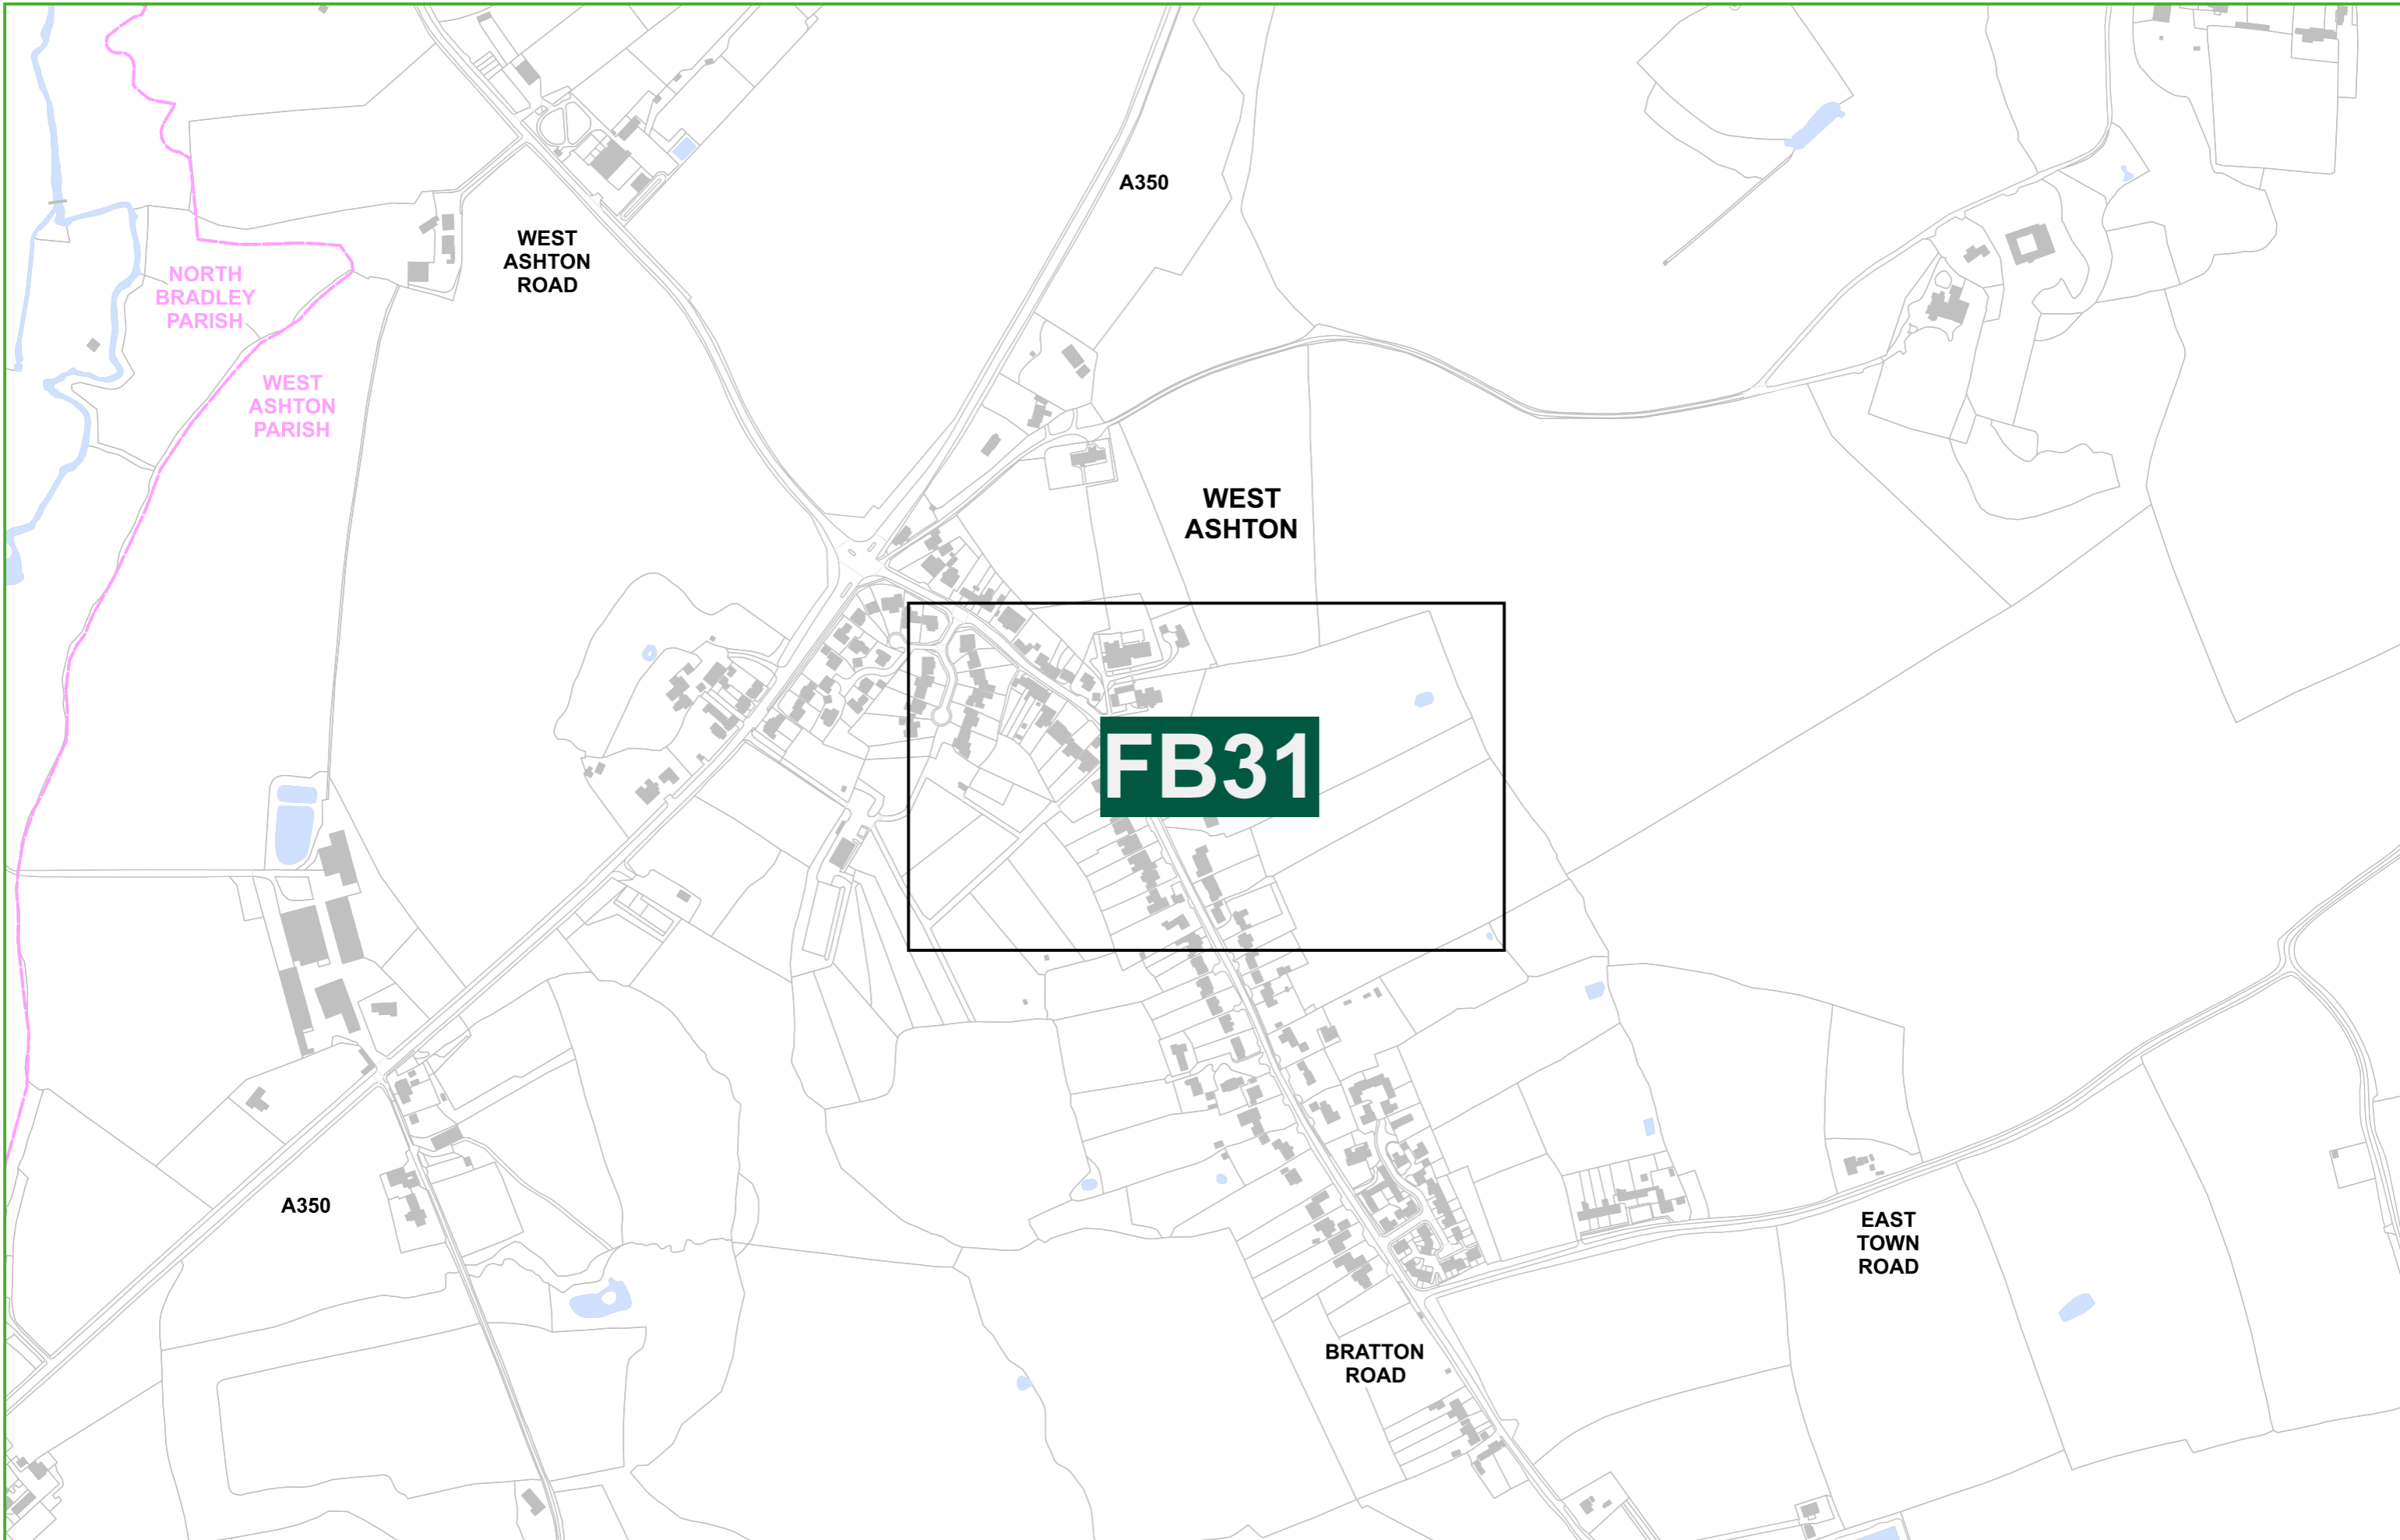 A350
WEST
ASHTON
ROAD
NORTH
BRADLEY
PARISH
WEST
ASHTON
PARISH
WEST
ASHTON
FB31
A350
EAST
TOWN
ROAD
BRATTON
ROAD